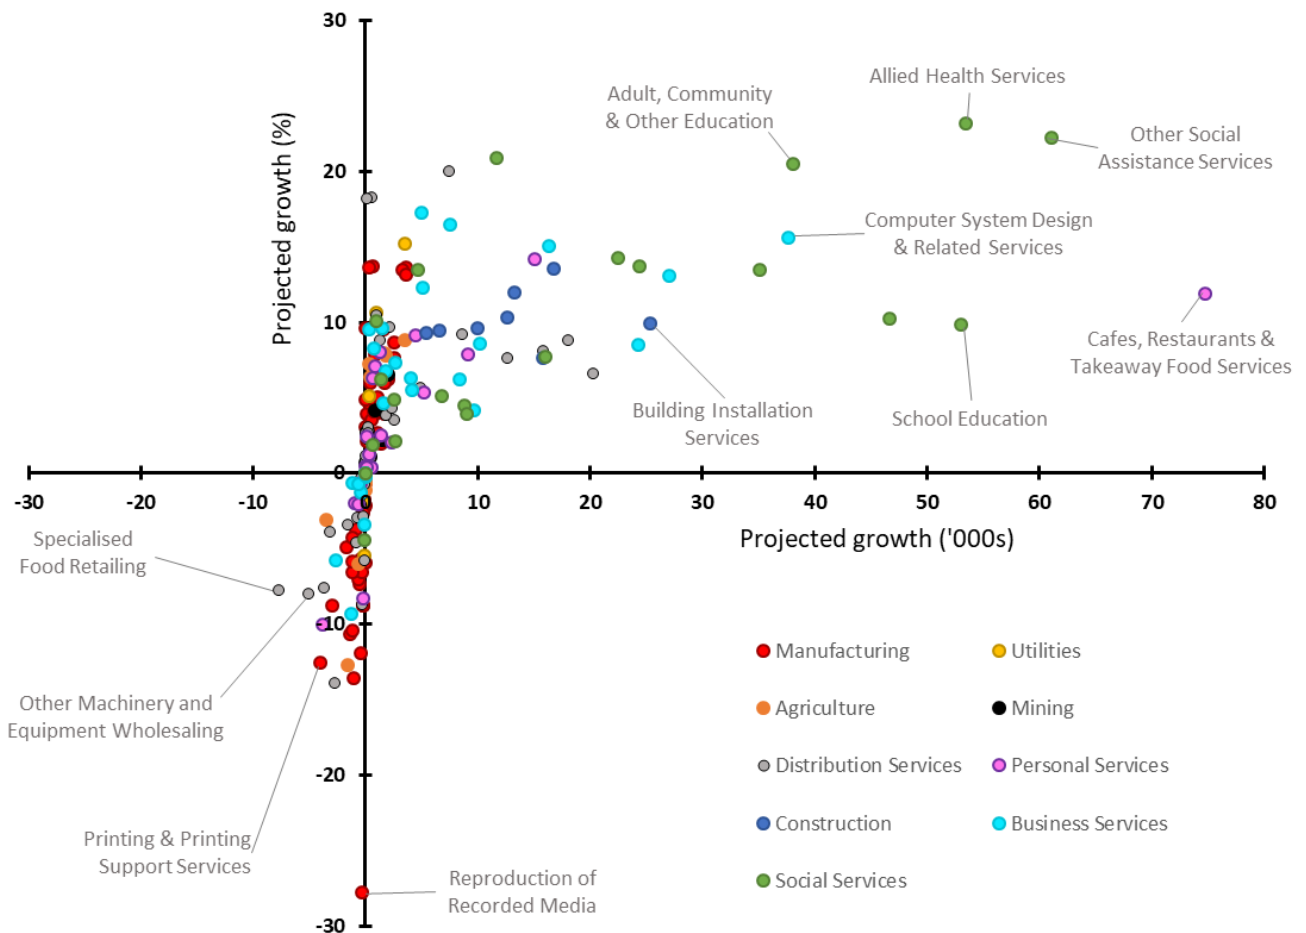 30
Allied Health Services
Adult, Community
& Other Education
Other Social
Assistance Services
Projected growth (%)
20
Computer System Design
& Related Services
10
Cafes, Restaurants &
Takeaway Food Services
Building Installation
Services
School Education
0
-30
-20
-10
0
10
20
30
40
50
60
70
80
Projected growth ('000s)
Specialised
Food Retailing
-10
Other Machinery and
Equipment Wholesaling
-20
Printing & Printing
Support Services
Reproduction of
Recorded Media
-30
Manufacturing
Utilities
Agriculture
Mining
Distribution Services
Personal Services
Construction
Business Services
Social Services